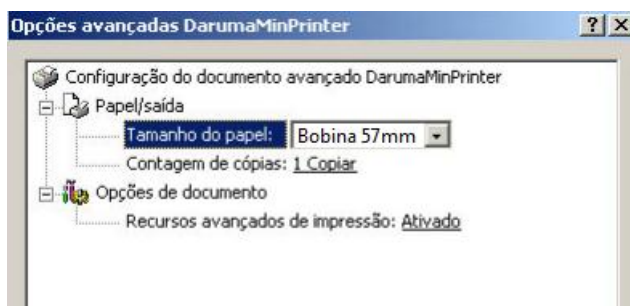 Opções avançadas DarumaMinPrinter
Configuração do documento avançado DarumaMinPrinter
Papel/saída
Tamanho do papel: Bobina 57mm
Contagem de cópias: 1 Copiar
Opções de documento
Recursos avançados de impressão: Ativado